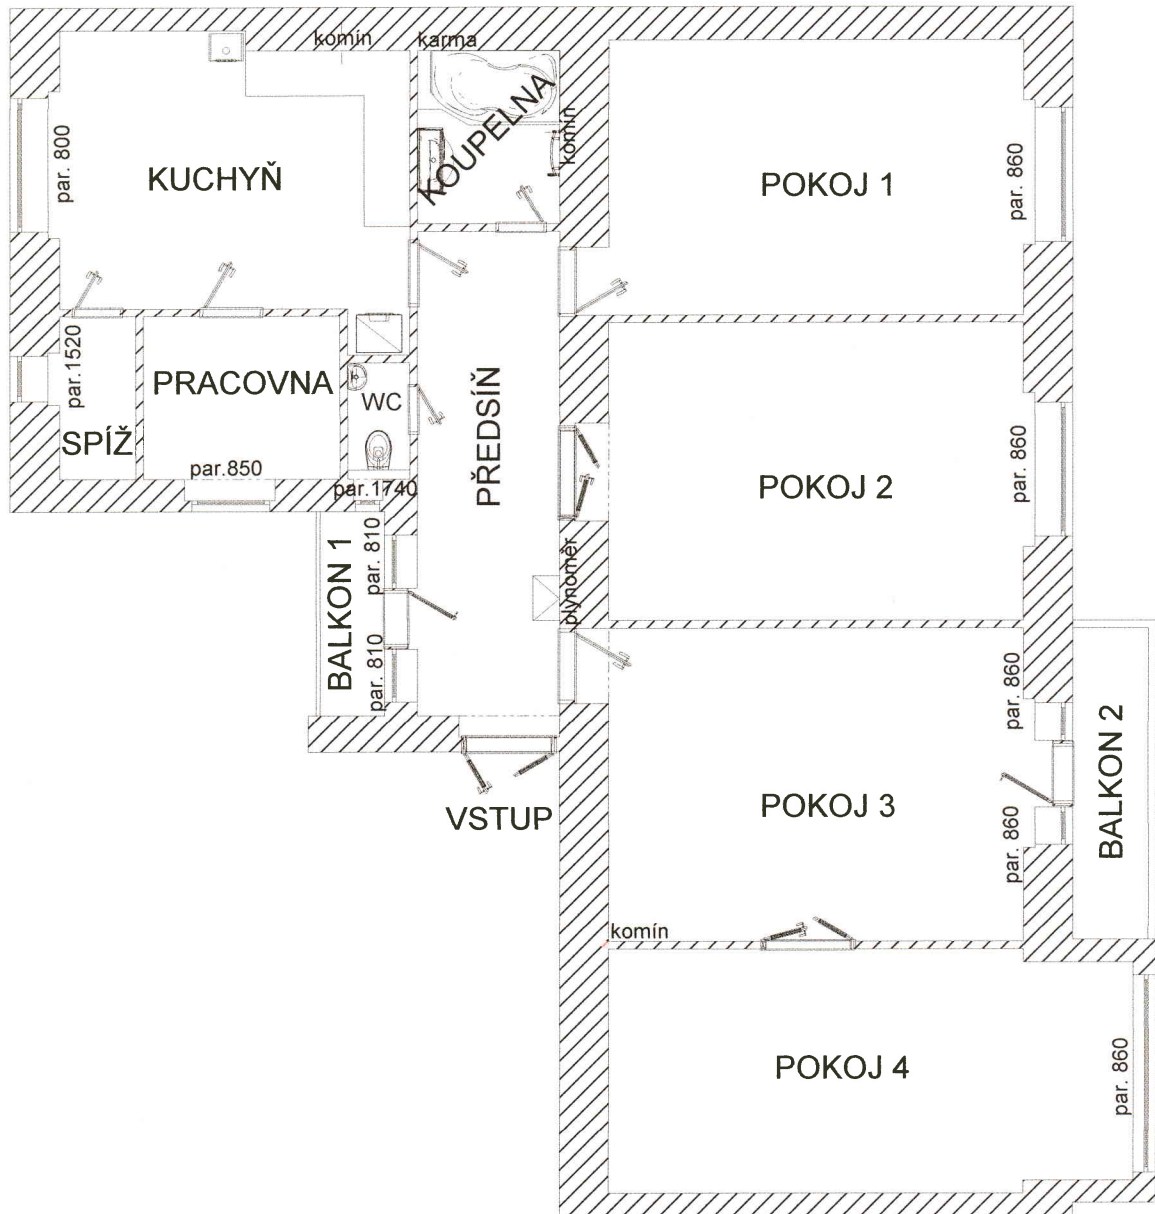 komín
karma
par. 800
KUCHYŇ
KOUPELNA
komín
POKOJ 1
par. 860
par.1520
SPÍŽ
PRACOVNA
par.850
WC
par.1740
PŘEDSÍŇ
POKOJ 2
par. 860
BALKON 1
par. 810
par. 810
plynoměr
VSTUP
POKOJ 3
par. 860
par. 860
BALKON 2
komín
POKOJ 4
par. 860